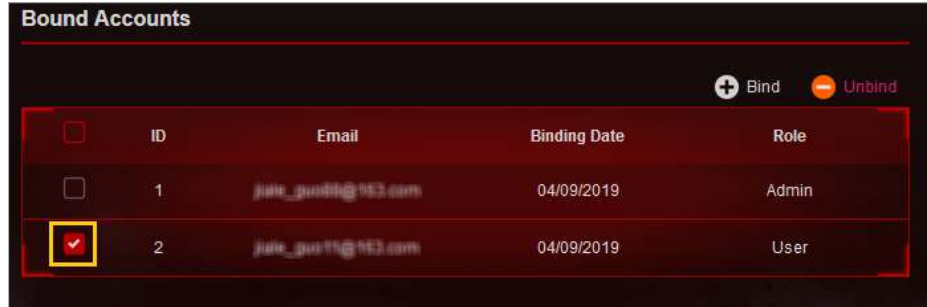 Bound Accounts
Bind Unbind
ID Email Binding Date Role
1 04/09/2019 Admin
2 04/09/2019 User